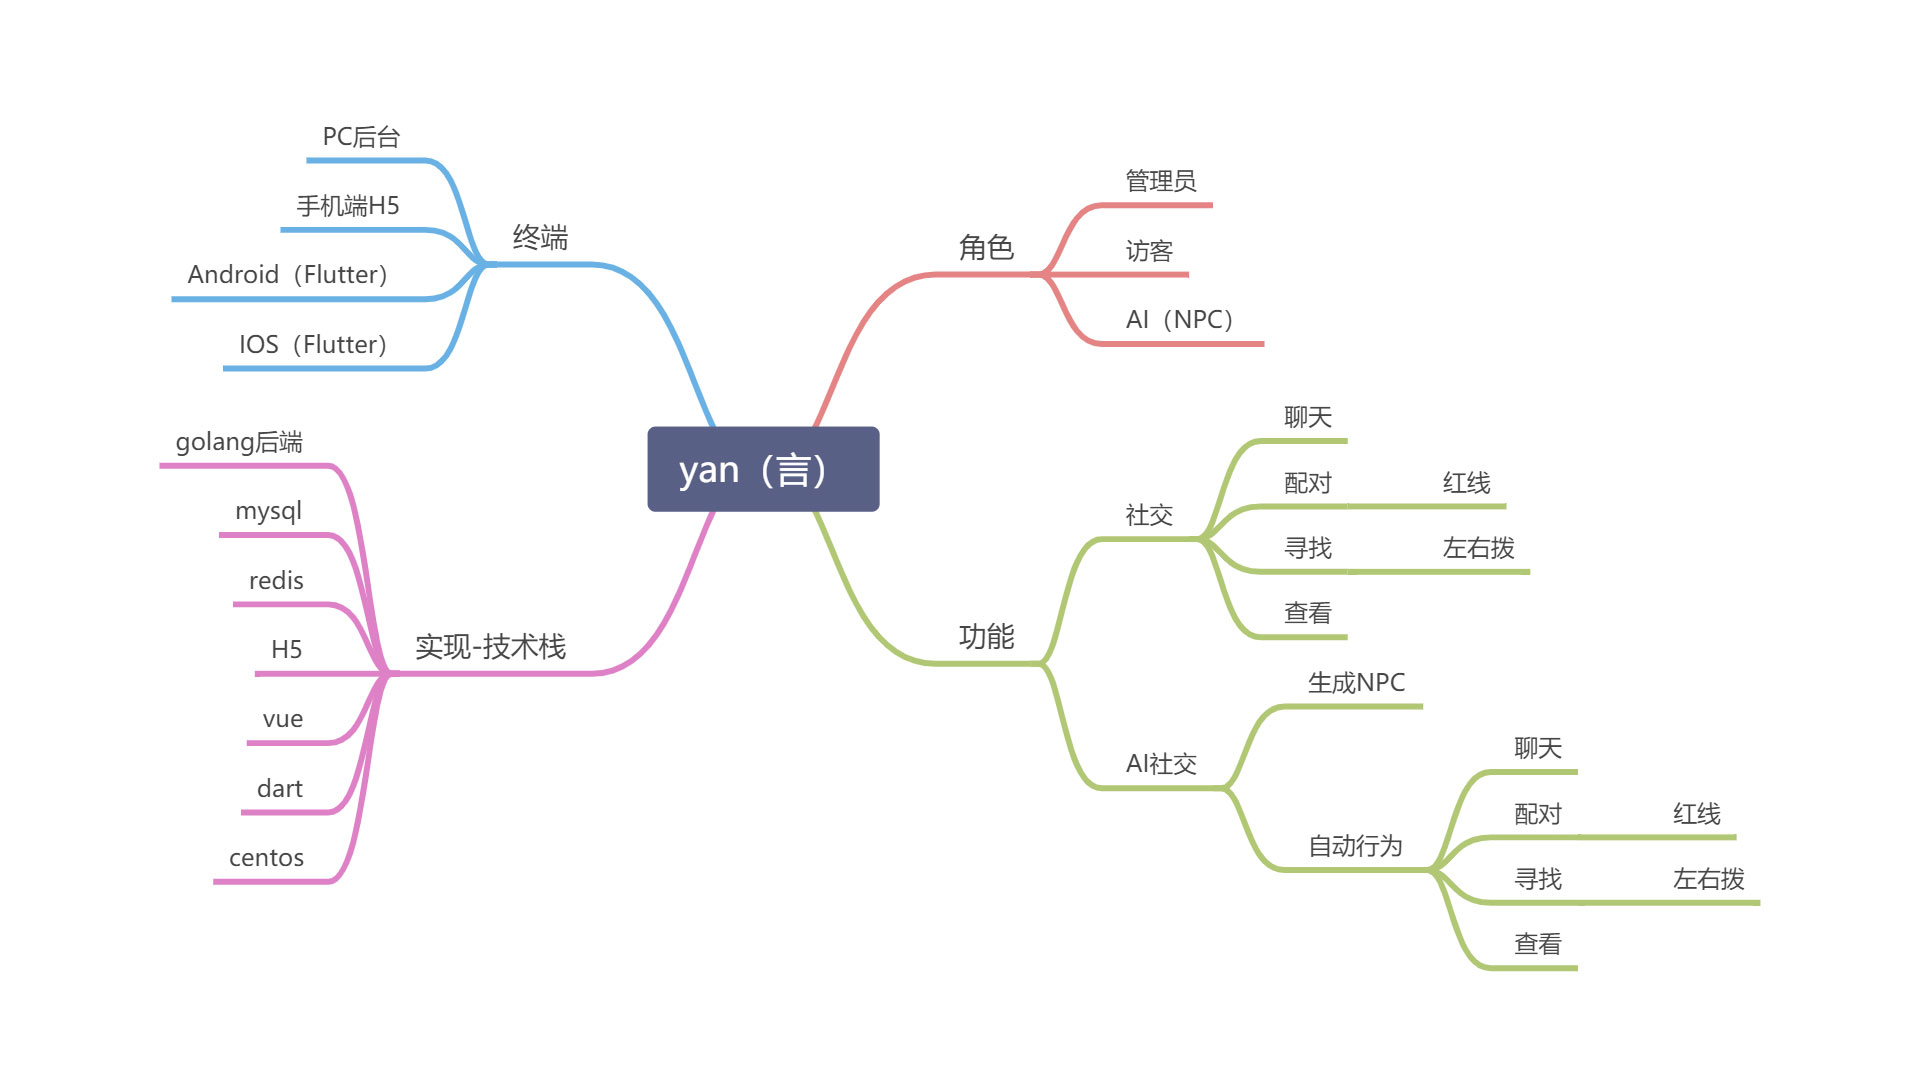 yan（言）
终端
PC后台
手机端H5
Android（Flutter）
IOS（Flutter）
实现-技术栈
golang后端
mysql
redis
H5
vue
dart
centos
角色
管理员
访客
AI（NPC）
功能
社交
聊天
配对
红线
寻找
左右拨
查看
AI社交
生成NPC
自动行为
聊天
配对
红线
寻找
左右拨
查看